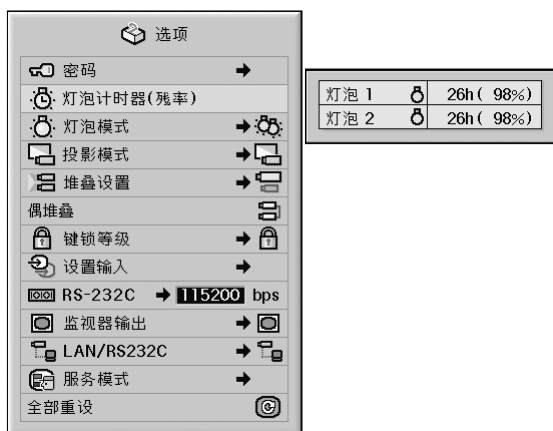 选项
密码
灯泡计时器(残率)
灯泡模式
投影模式
堆叠设置
偶堆叠
键锁等级
设置输入
RS-232C 115200 bps
监视器输出
LAN/RS232C
服务模式
全部重设
灯泡 1 26h ( 98%)
灯泡 2 26h ( 98%)